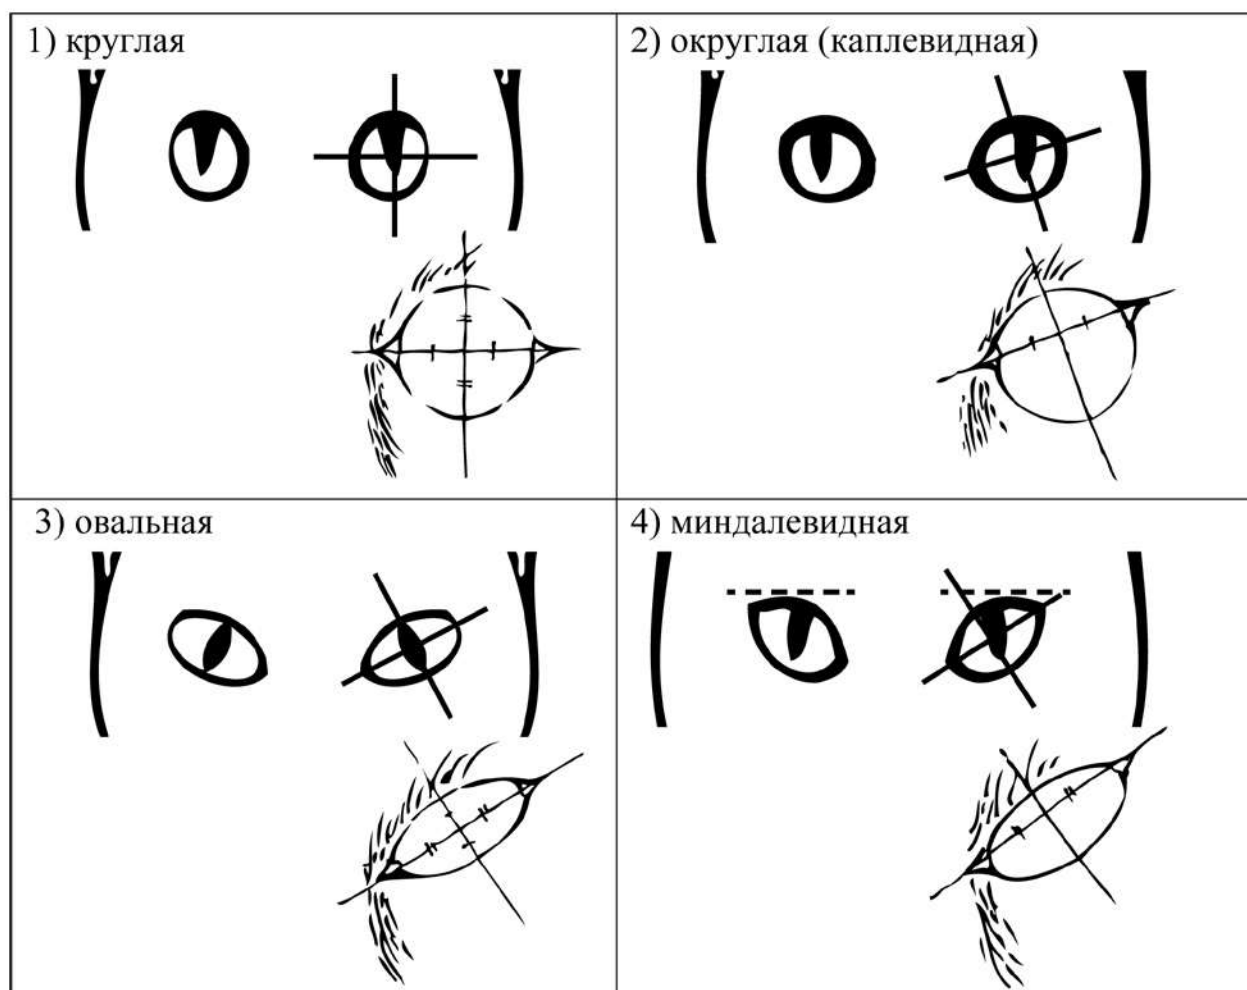 1) круглая
2) округлая (каплевидная)
3) овальная
4) миндалевидная